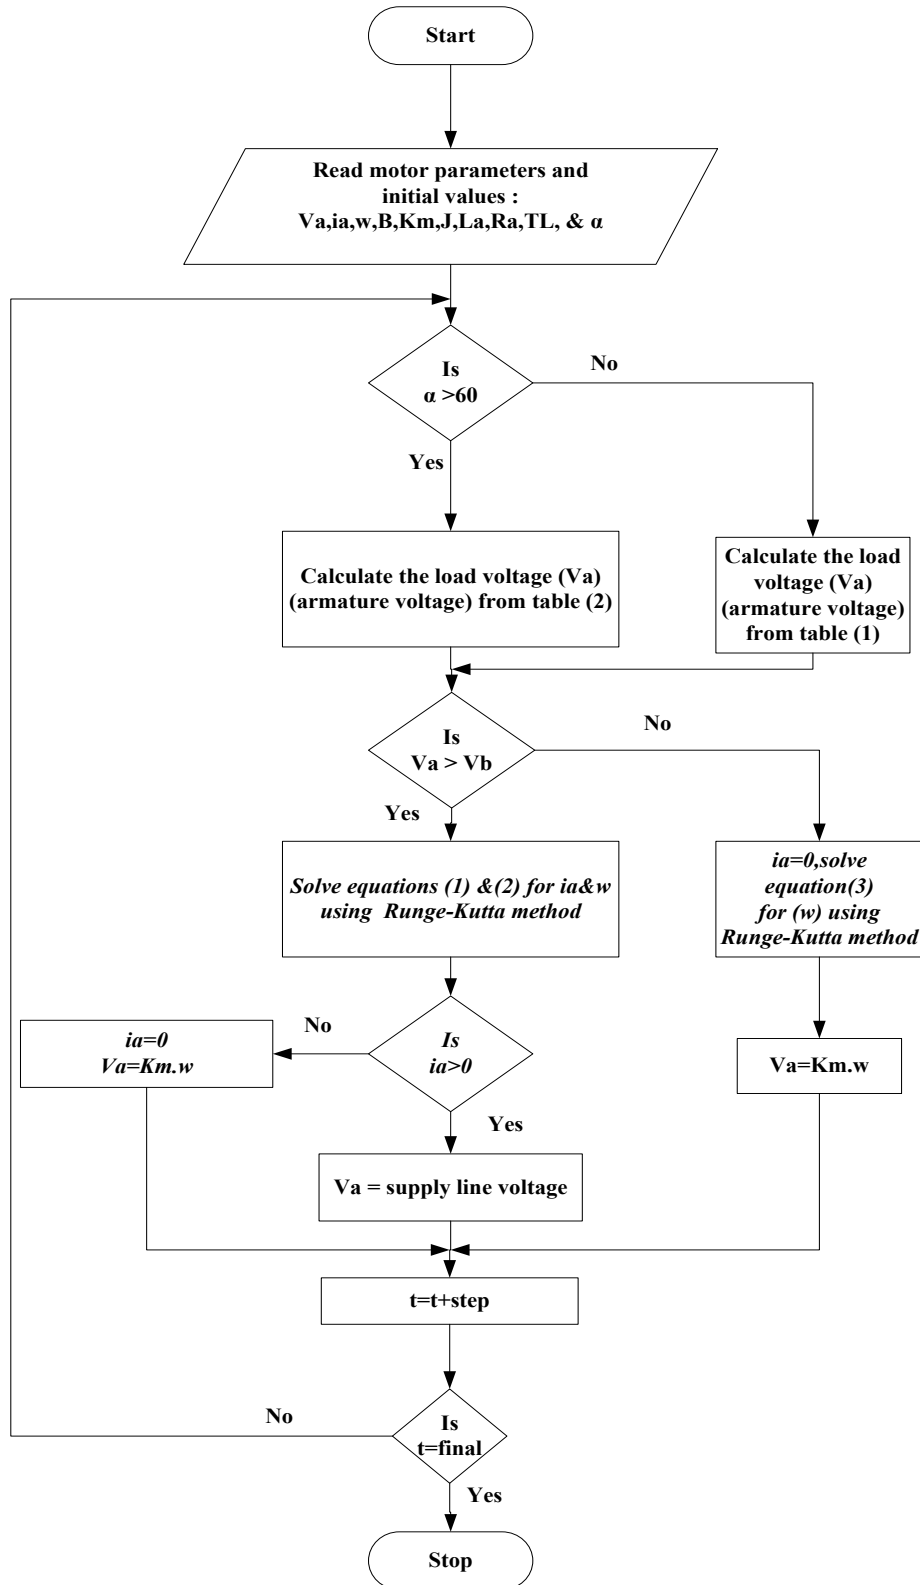 Start
Read motor parameters and
initial values :
Va,ia,w,B,Km,J,La,Ra,TL, & α
Is
α >60
No
Yes
Calculate the load voltage (Va)
(armature voltage) from table (2)
Calculate the load
voltage (Va)
(armature voltage)
from table (1)
Is
Va > Vb
No
Yes
Solve equations (1) &(2) for ia&w
using Runge-Kutta method
ia=0,solve
equation(3)
for (w) using
Runge-Kutta method
Is
ia>0
No
ia=0
Va=Km.w
Va=Km.w
Yes
Va = supply line voltage
t=t+step
Is
t=final
No
Yes
Stop